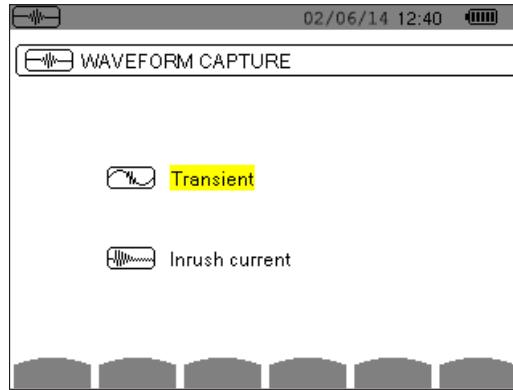 02/06/14 12:40
WAVEFORM CAPTURE
Transient
Inrush current